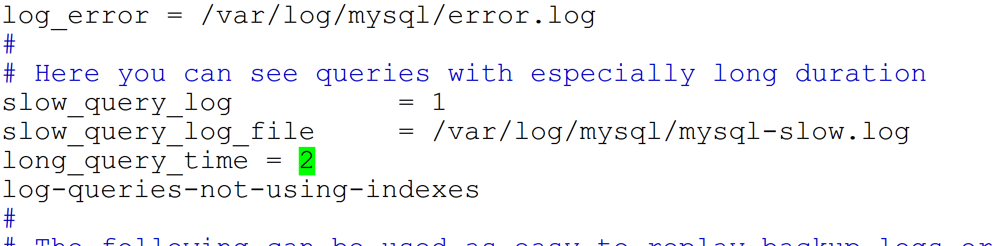 log_error = /var/log/mysql/error.log
#
# Here you can see queries with especially long duration
slow_query_log          = 1
slow_query_log_file     = /var/log/mysql/mysql-slow.log
long_query_time = 2
log-queries-not-using-indexes
#
# The following can be used as easy to replay backup logs or